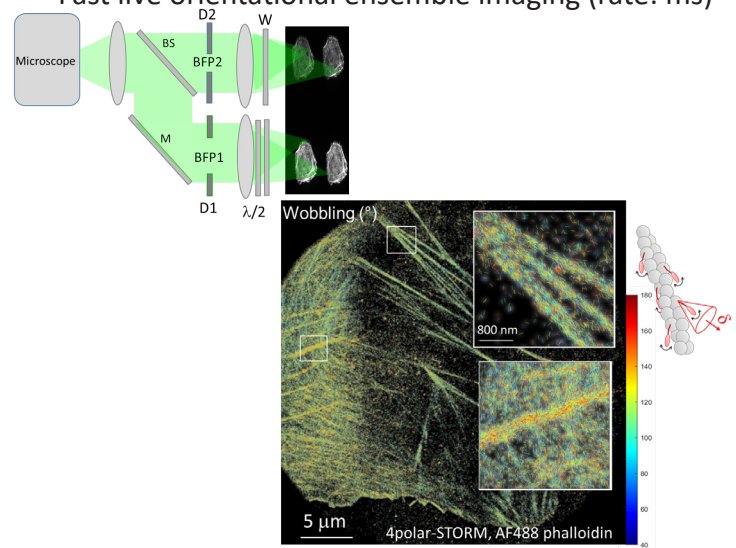 Fast live orientational ensemble imaging (rate: ms)
D2
W
BS
Microscope
BFP2
M
BFP1
D1
λ/2
Wobbling (°)
800 nm
180
160
140
120
100
80
60
40
δ
5 µm
4polar-STORM, AF488 phalloidin